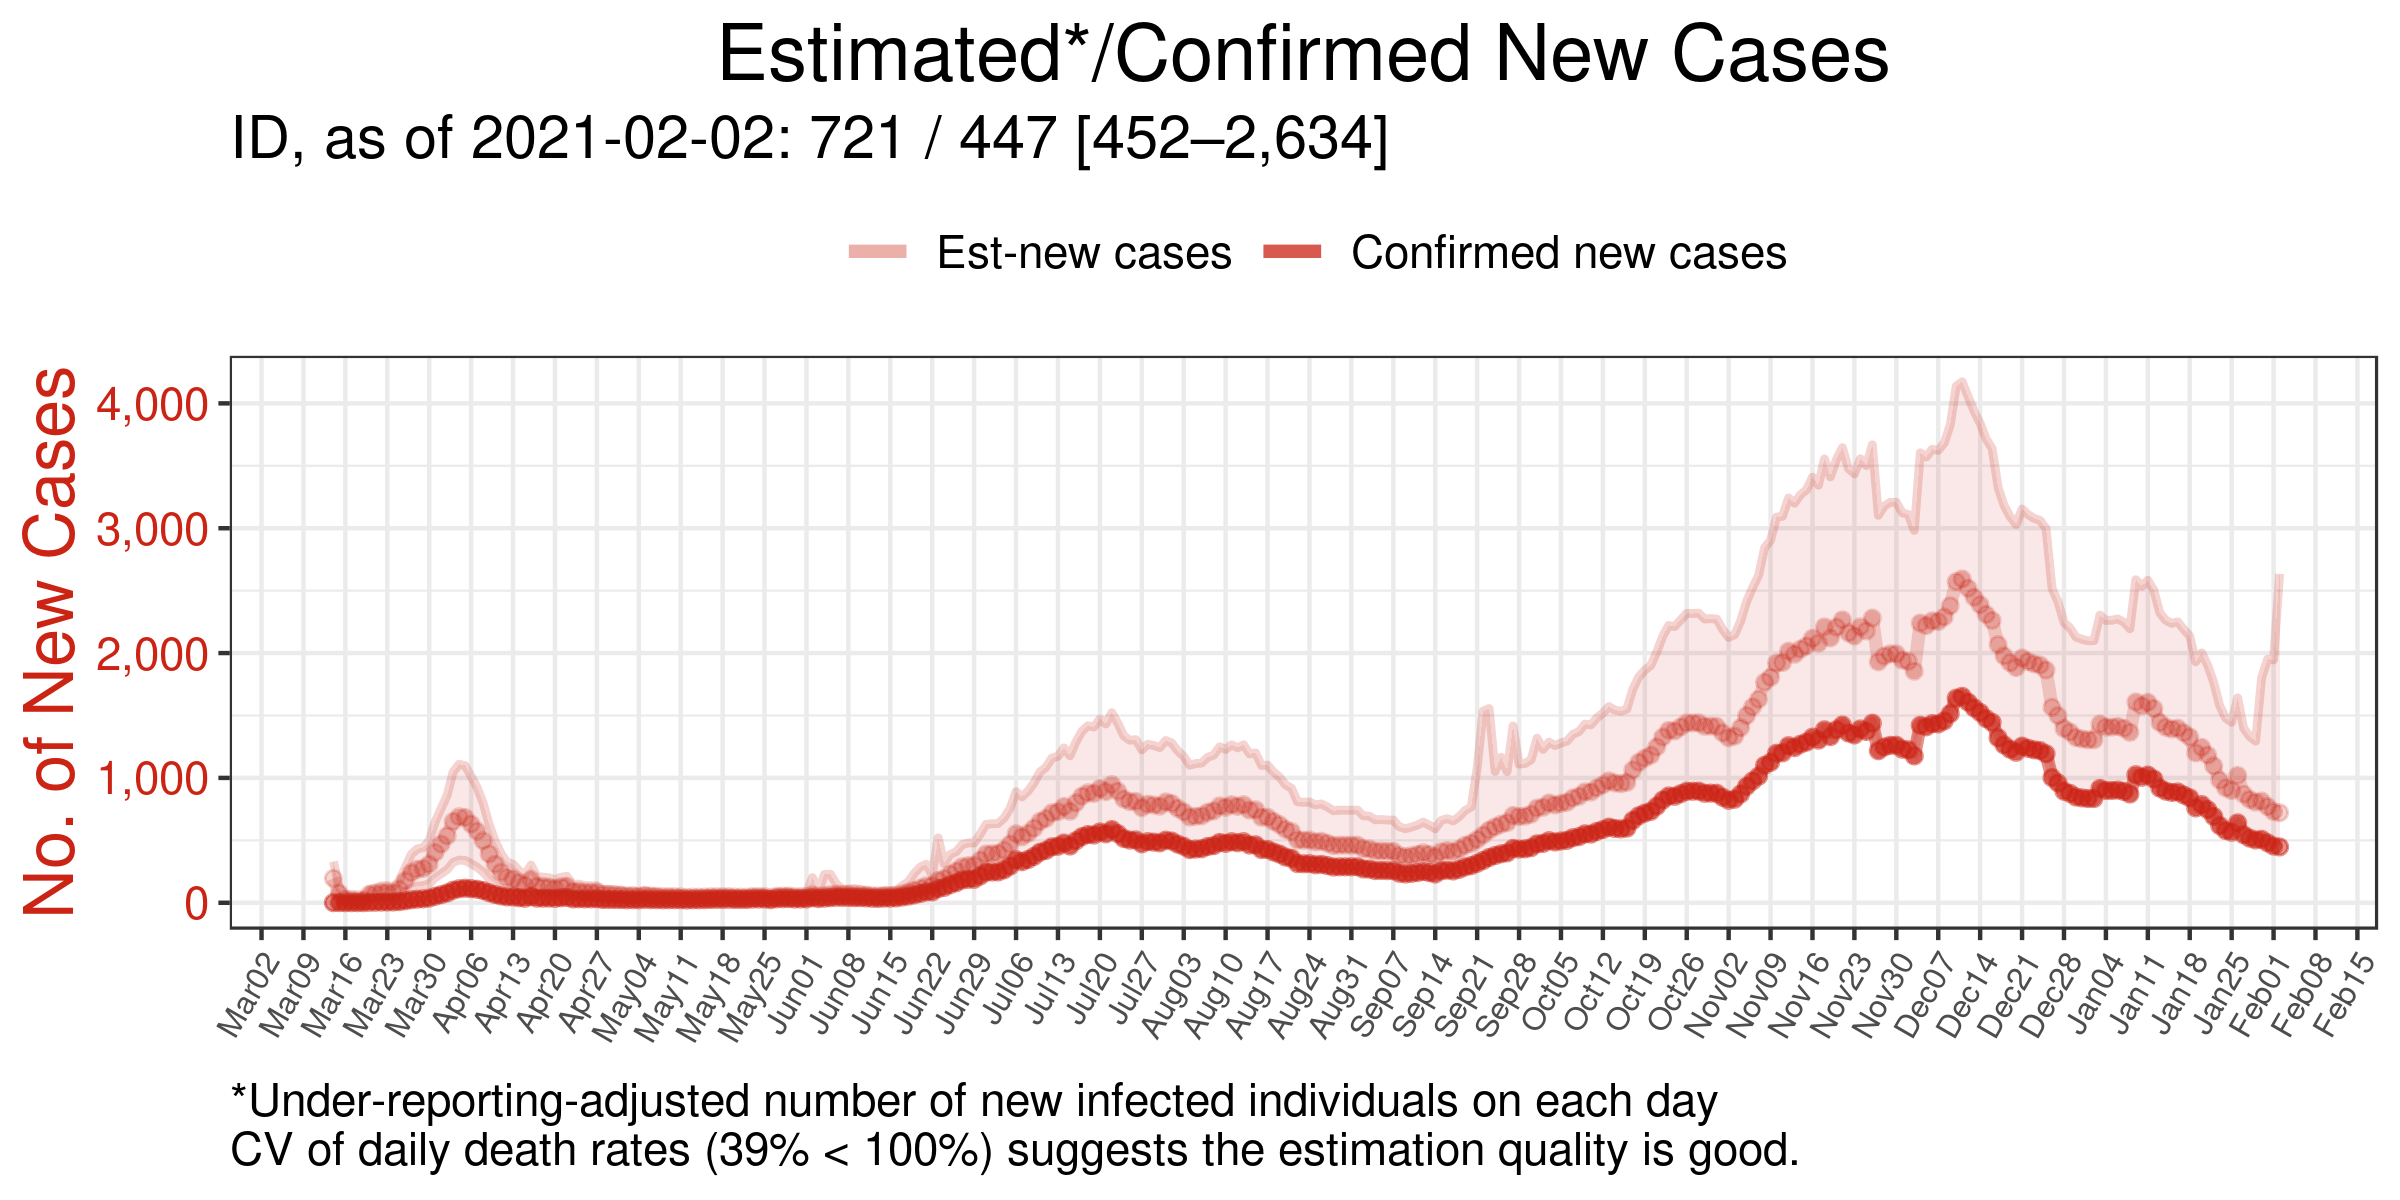 Estimated*/Confirmed New Cases
ID, as of 2021-02-02: 721 / 447 [452–2,634]
Est-new cases Confirmed new cases
No. of New Cases
4,000
3,000
2,000
1,000
0
Mar02 Mar09 Mar16 Mar23 Mar30 Apr06 Apr13 Apr20 Apr27 May04 May11 May18 May25 Jun01 Jun08 Jun15 Jun22 Jun29 Jul06 Jul13 Jul20 Jul27 Aug03 Aug10 Aug17 Aug24 Aug31 Sep07 Sep14 Sep21 Sep28 Oct05 Oct12 Oct19 Oct26 Nov02 Nov09 Nov16 Nov23 Nov30 Dec07 Dec14 Dec21 Dec28 Jan04 Jan11 Jan18 Jan25 Feb01 Feb08 Feb15
*Under-reporting-adjusted number of new infected individuals on each day
CV of daily death rates (39% < 100%) suggests the estimation quality is good.